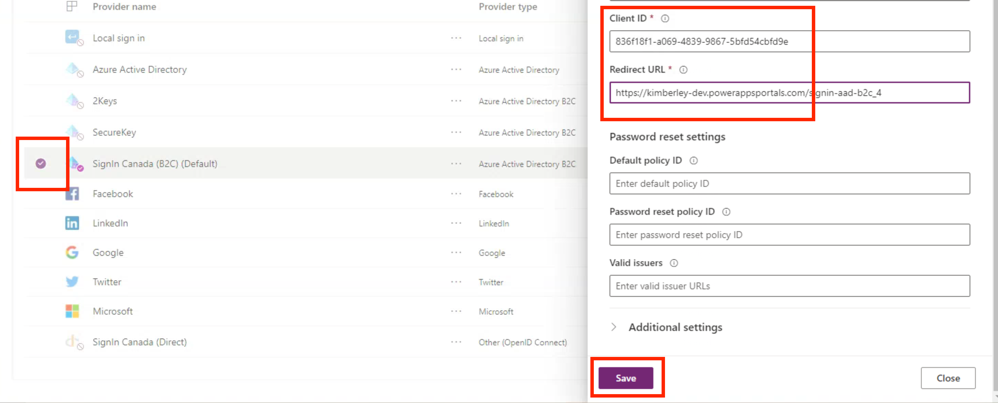 Provider name Provider type
Local sign in ··· Local sign in
Azure Active Directory ··· Azure Active Directory
2Keys ··· Azure Active Directory B2C
SecureKey ··· Azure Active Directory B2C
SignIn Canada (B2C) (Default) ··· Azure Active Directory B2C
Facebook ··· Facebook
LinkedIn ··· LinkedIn
Google ··· Google
Twitter ··· Twitter
Microsoft ··· Microsoft
SignIn Canada (Direct) ··· Other (OpenID Connect)
Client ID *
836f18f1-a069-4839-9867-5bfd54cbfd9e
Redirect URL *
https://kimberley-dev.powerappsportals.com/signin-aad-b2c_4
Password reset settings
Default policy ID
Enter default policy ID
Password reset policy ID
Enter password reset policy ID
Valid issuers
Enter valid issuer URLs
Additional settings
Save Close